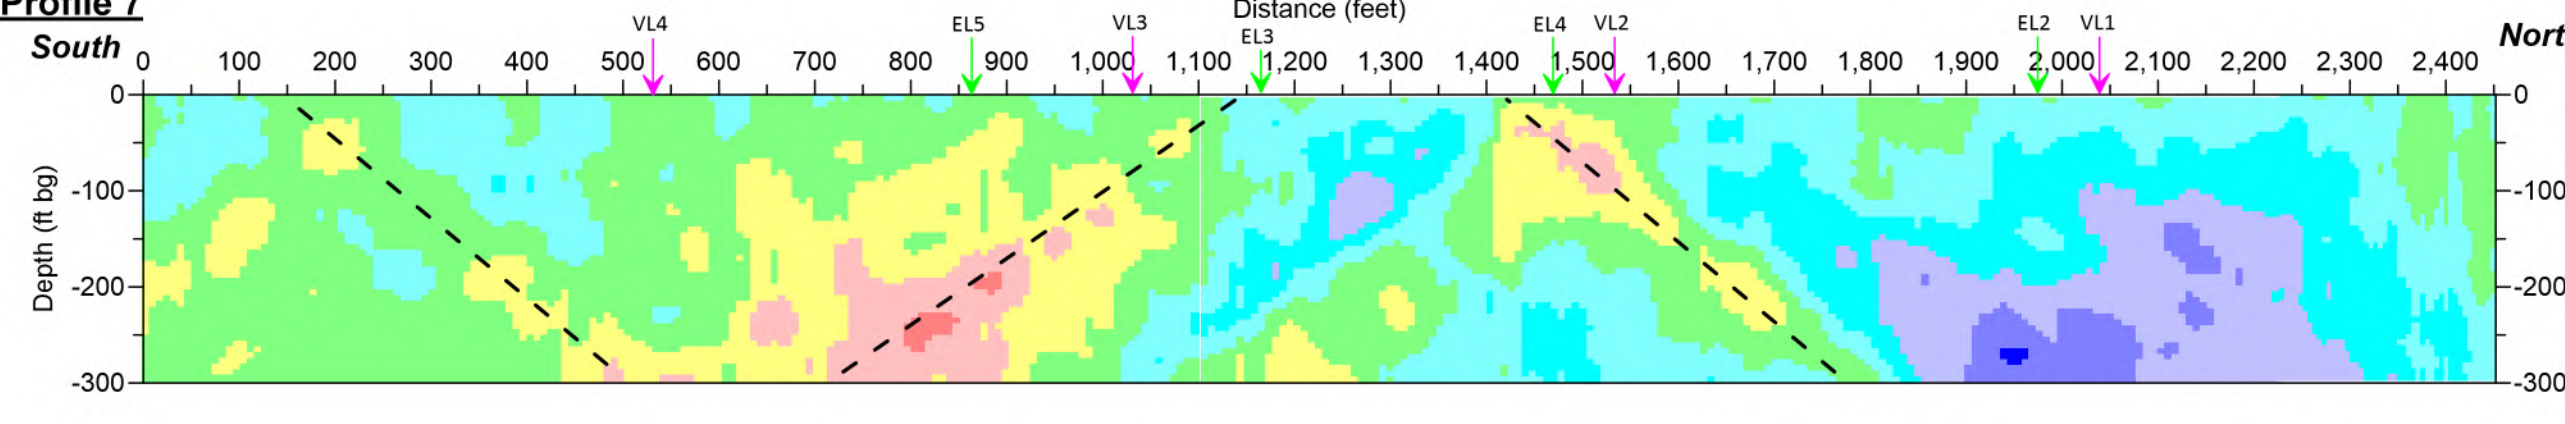 Profile 7
Distance (feet)
VL4 EL5 VL3 EL3 EL4 VL2 EL2 VL1
South 0 100 200 300 400 500 600 700 800 900 1,000 1,100 1,200 1,300 1,400 1,500 1,600 1,700 1,800 1,900 2,000 2,100 2,200 2,300 2,400 Nort
0 0
-100 -100
-200 -200
-300 -300
Depth (ft bg)